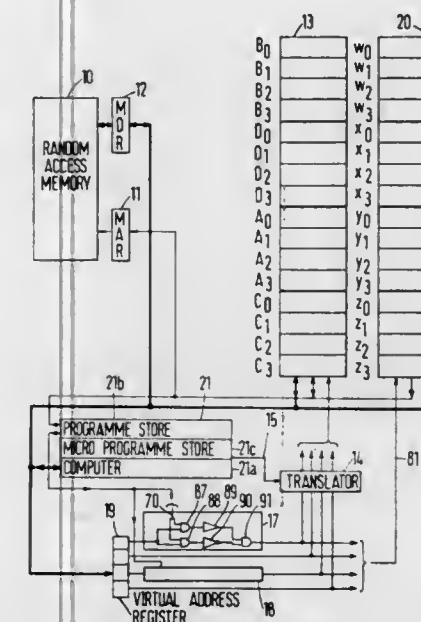 13
20
10
12
B0
B1
B2
B3
D0
D1
D2
D3
A0
A1
A2
A3
C0
C1
C2
C3
W0
W1
W2
W3
X0
X1
X2
X3
Y0
Y1
Y2
Y3
Z0
Z1
Z2
Z3
MDR
RANDOM
ACCESS
MEMORY
11
MAR
21b
21
15
PROGRAMME STORE
MICRO PROGRAMME STORE
21c
COMPUTER
21a
14
TRANSLATOR
81
70
87
88
89
90
91
17
19
18
VIRTUAL ADDRESS
REGISTER